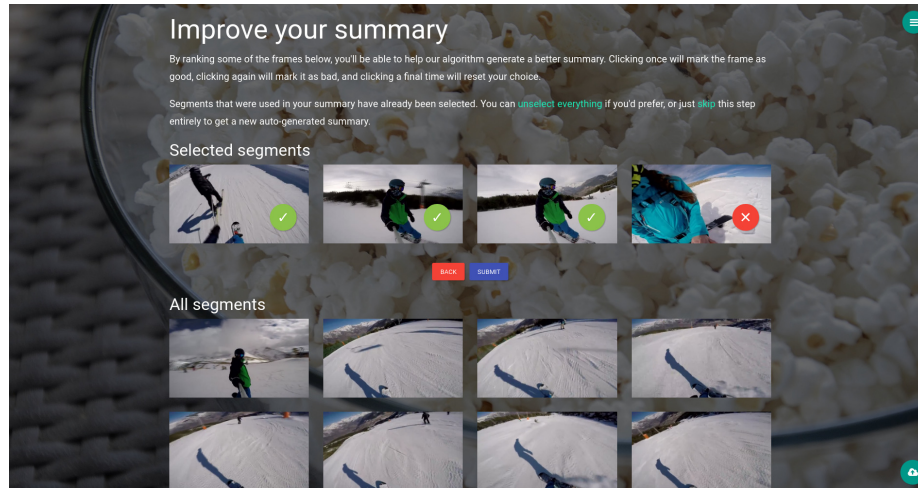 Improve your summary
By ranking some of the frames below, you'll be able to help our algorithm generate a better summary. Clicking once will mark the frame as
good, clicking again will mark it as bad, and clicking a final time will reset your choice.
Segments that were used in your summary have already been selected. You can unselect everything if you'd prefer, or just skip this step
entirely to get a new auto-generated summary.
Selected segments
BACK SUBMIT
All segments